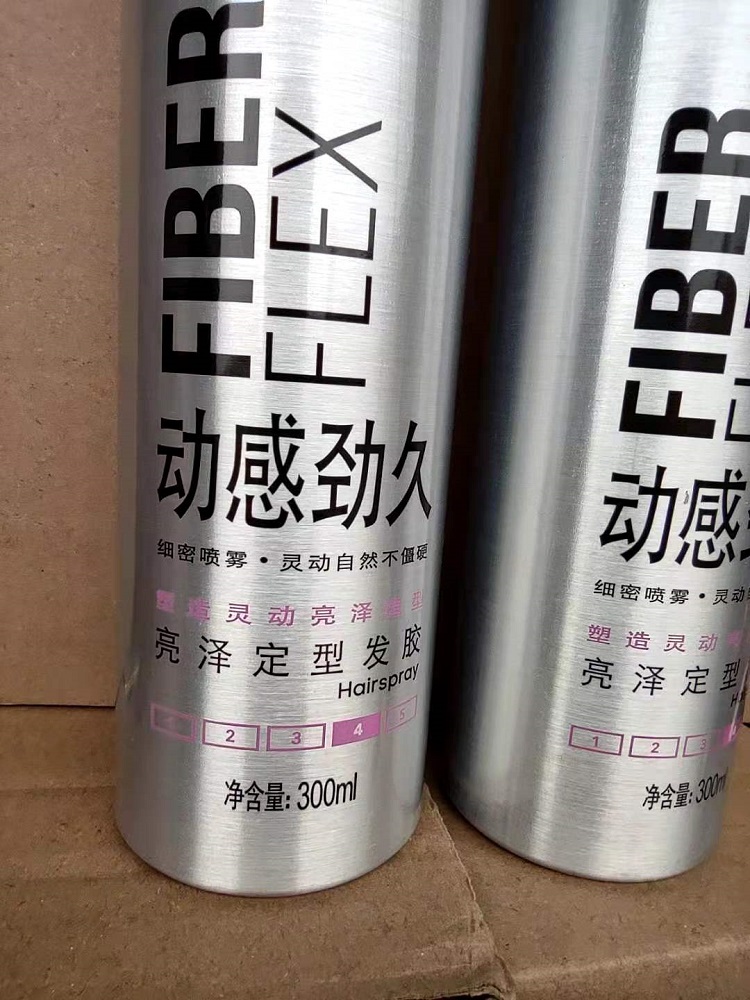 FIBER
FLEX
动感劲久
细密喷雾·灵动自然不僵硬
塑造灵动亮泽造型
亮泽定型发胶
Hairspray
1 2 3 4 5
净含量: 300ml
FIBER
动感
细密喷雾·灵动
塑造灵动
亮泽定型
1 2 3
净含量: 300ml